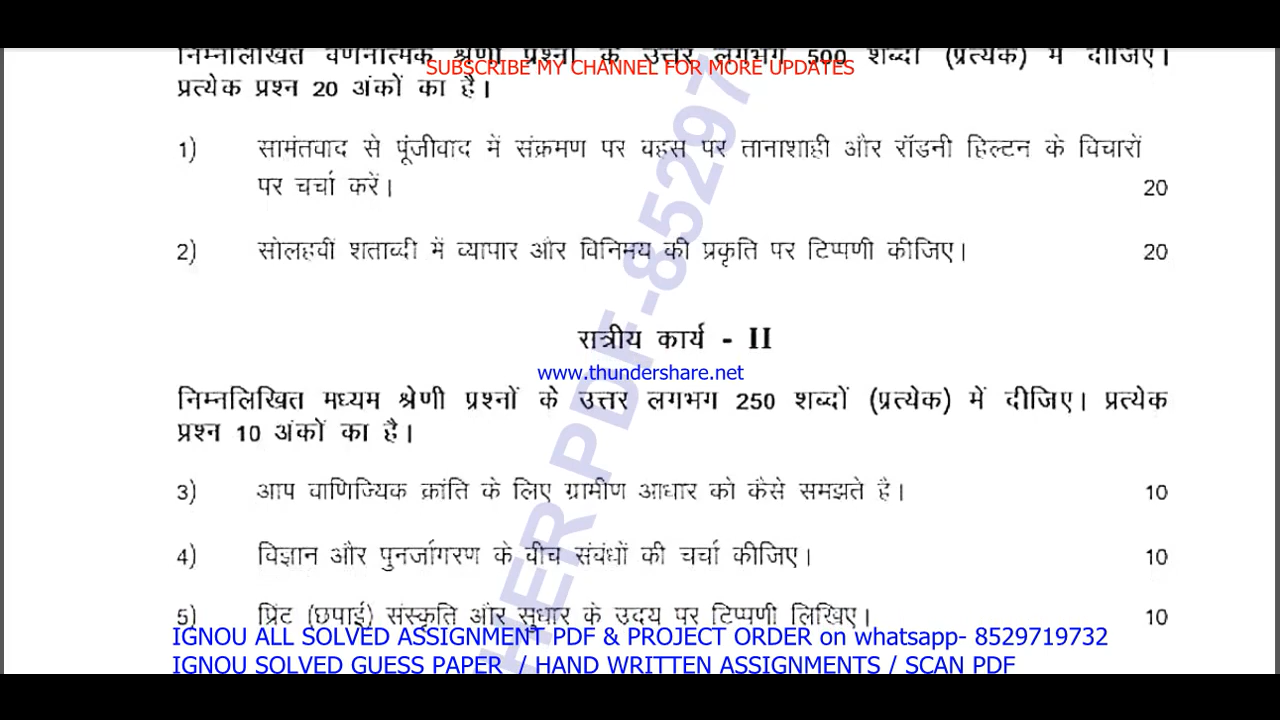 निम्नलिखित वर्णनात्मक श्रेणी प्रश्नों के उत्तर लगभग 500 शब्दों (प्रत्येक) में दीजिए।
SUBSCRIBE MY CHANNEL FOR MORE UPDATES
प्रत्येक प्रश्न 20 अंकों का है।
1) सामंतवाद से पूंजीवाद में संक्रमण पर बहस पर तानाशाही और रॉडनी हिल्टन के विचारों
पर चर्चा करें। 20
2) सोलहवीं शताब्दी में व्यापार और विनिमय की प्रकृति पर टिप्पणी कीजिए। 20
सत्रीय कार्य - II
www.thundershare.net
निम्नलिखित मध्यम श्रेणी प्रश्नों के उत्तर लगभग 250 शब्दों (प्रत्येक) में दीजिए। प्रत्येक
प्रश्न 10 अंकों का है।
3) आप वाणिज्यिक क्रांति के लिए ग्रामीण आधार को कैसे समझते है। 10
4) विज्ञान और पुनर्जागरण के बीच संबंधों की चर्चा कीजिए। 10
5) प्रिंट (छपाई) संस्कृति और सुधार के उदय पर टिप्पणी लिखिए। 10
IGNOU ALL SOLVED ASSIGNMENT PDF & PROJECT ORDER on whatsapp- 8529719732
IGNOU SOLVED GUESS PAPER / HAND WRITTEN ASSIGNMENTS / SCAN PDF
HER PDF-85297